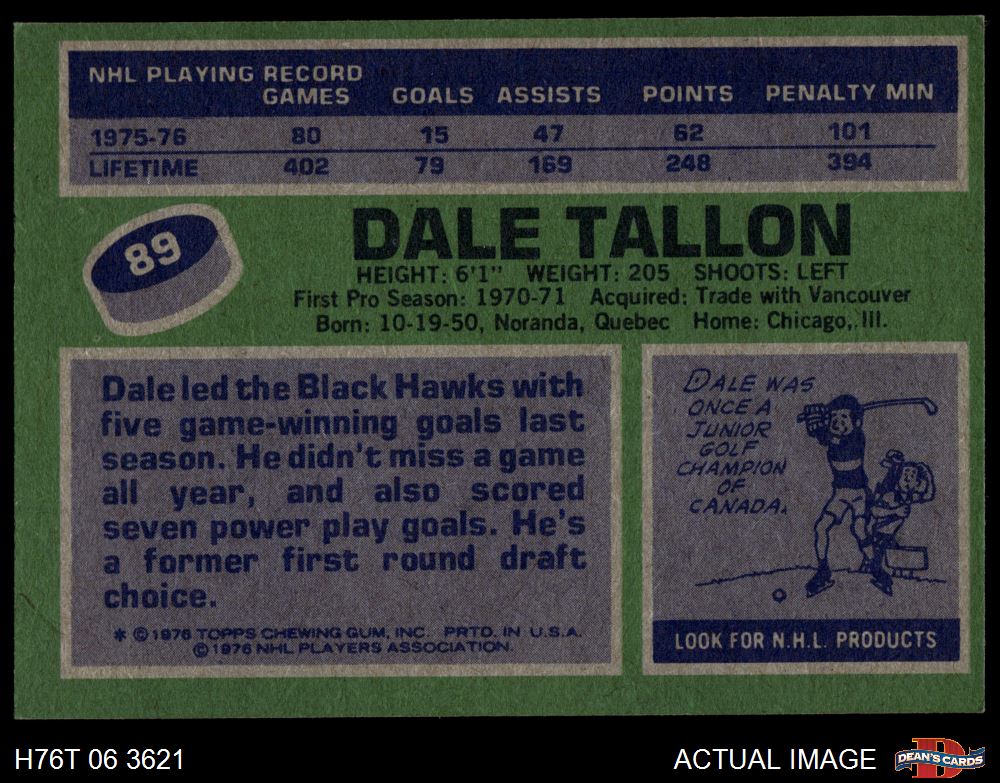 NHL PLAYING RECORD
GAMES GOALS ASSISTS POINTS PENALTY MIN
1975-76 80 15 47 62 101
LIFETIME 402 79 169 248 394
89
DALE TALLON
HEIGHT: 6'1" WEIGHT: 205 SHOOTS: LEFT
First Pro Season: 1970-71 Acquired: Trade with Vancouver
Born: 10-19-50, Noranda, Quebec Home: Chicago, Ill.
Dale led the Black Hawks with
five game-winning goals last
season. He didn't miss a game
all year, and also scored
seven power play goals. He's
a former first round draft
choice.
* © 1976 TOPPS CHEWING GUM, INC. PRTD. IN U.S.A.
© 1976 NHL PLAYERS ASSOCIATION.
DALE WAS
ONCE A
JUNIOR
GOLF
CHAMPION
OF
CANADA.
LOOK FOR N.H.L. PRODUCTS
H76T 06 3621
ACTUAL IMAGE
D
DEAN'S CARDS